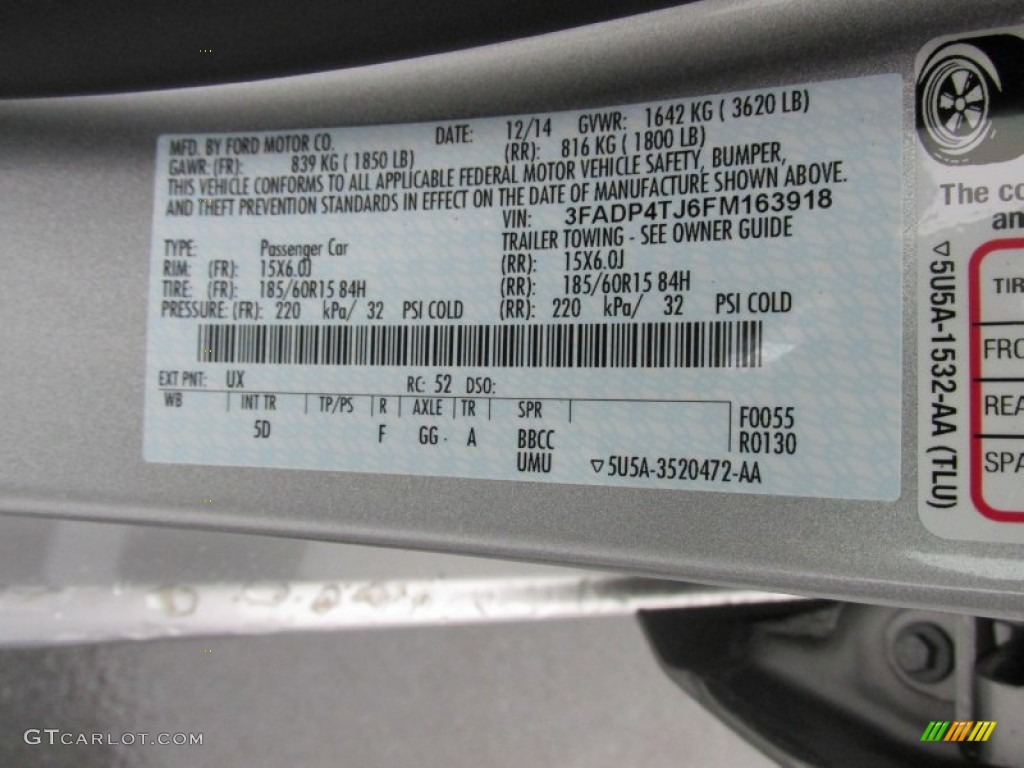 MFD. BY FORD MOTOR CO. DATE: 12/14 GVWR: 1642 KG ( 3620 LB)
GAWR: (FR): 839 KG ( 1850 LB) (RR): 816 KG ( 1800 LB)
THIS VEHICLE CONFORMS TO ALL APPLICABLE FEDERAL MOTOR VEHICLE SAFETY, BUMPER,
AND THEFT PREVENTION STANDARDS IN EFFECT ON THE DATE OF MANUFACTURE SHOWN ABOVE.
VIN: 3FADP4TJ6FM163918
TYPE: Passenger Car TRAILER TOWING - SEE OWNER GUIDE
RIM: (FR): 15X6.0J (RR): 15X6.0J
TIRE: (FR): 185/60R15 84H (RR): 185/60R15 84H
PRESSURE: (FR): 220 kPa/ 32 PSI COLD (RR): 220 kPa/ 32 PSI COLD
EXT PNT: UX RC: 52 DSO:
WB INT TR TP/PS R AXLE TR SPR F0055
5D F GG A BBCC R0130
UMU ▽5U5A-3520472-AA
The co
an
▽5U5A-1532-AA (TLU)
TIR
FRO
REA
SPA
GTCARLOT.COM